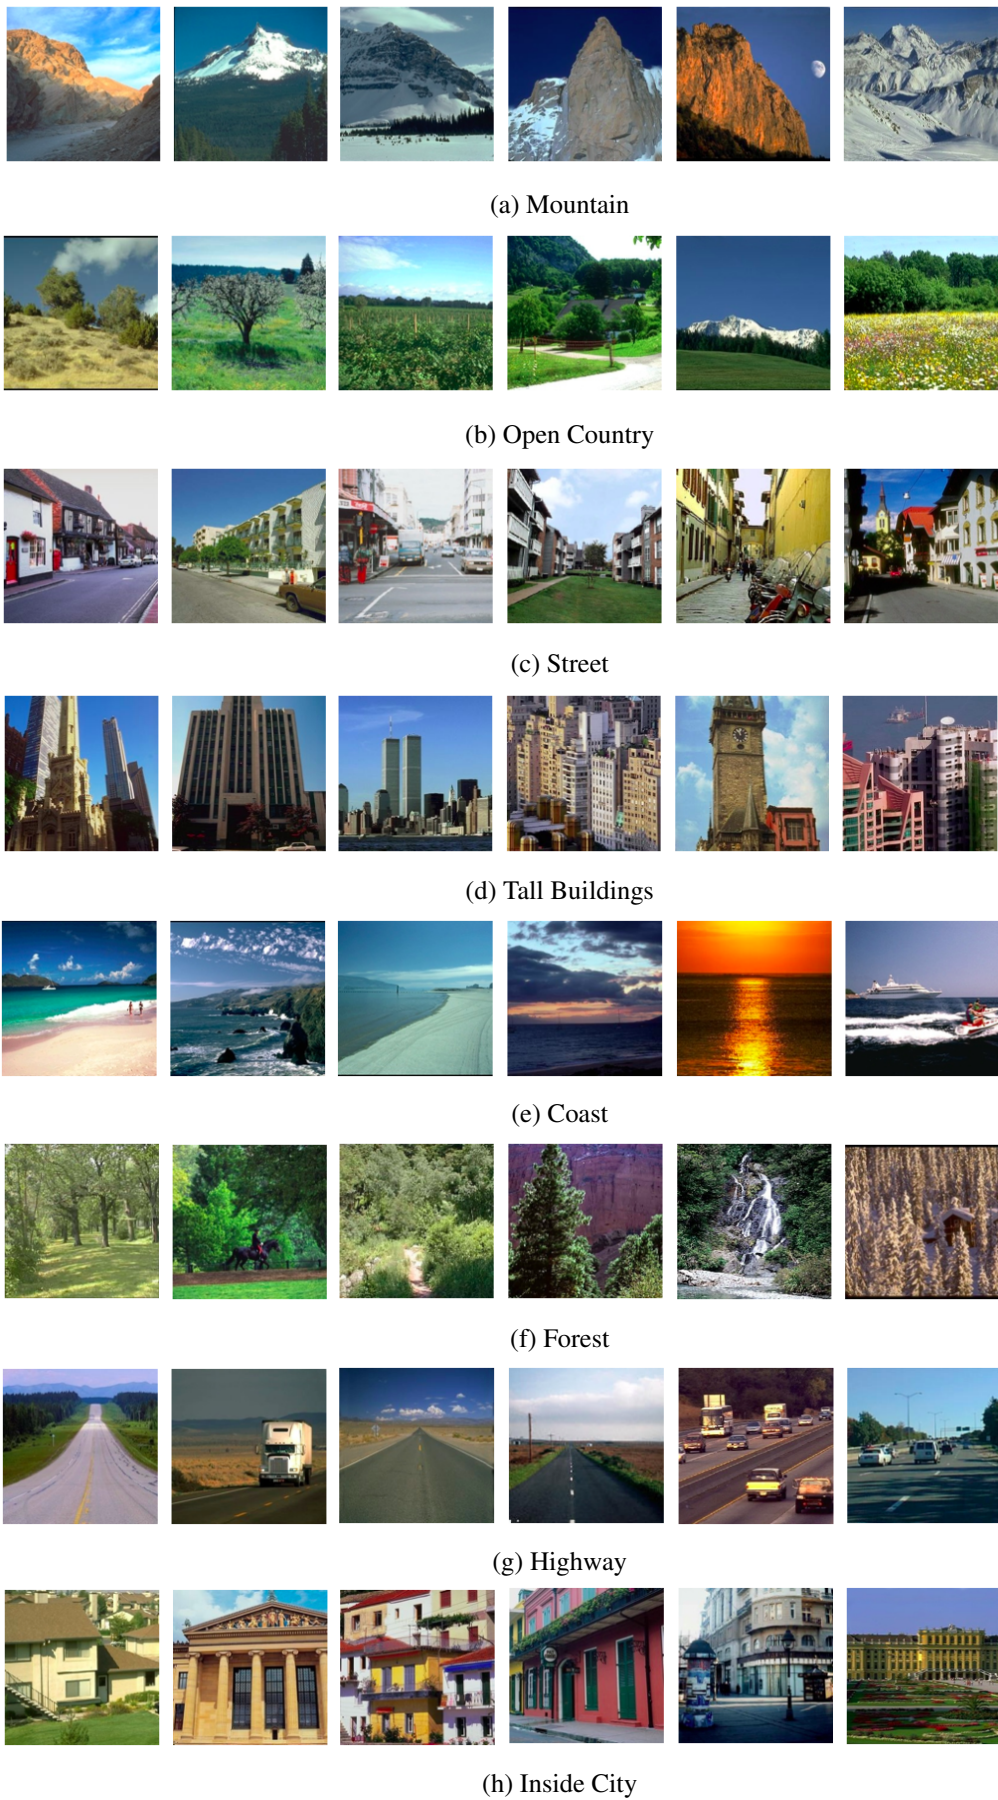 (a) Mountain
(b) Open Country
(c) Street
(d) Tall Buildings
(e) Coast
(f) Forest
(g) Highway
(h) Inside City